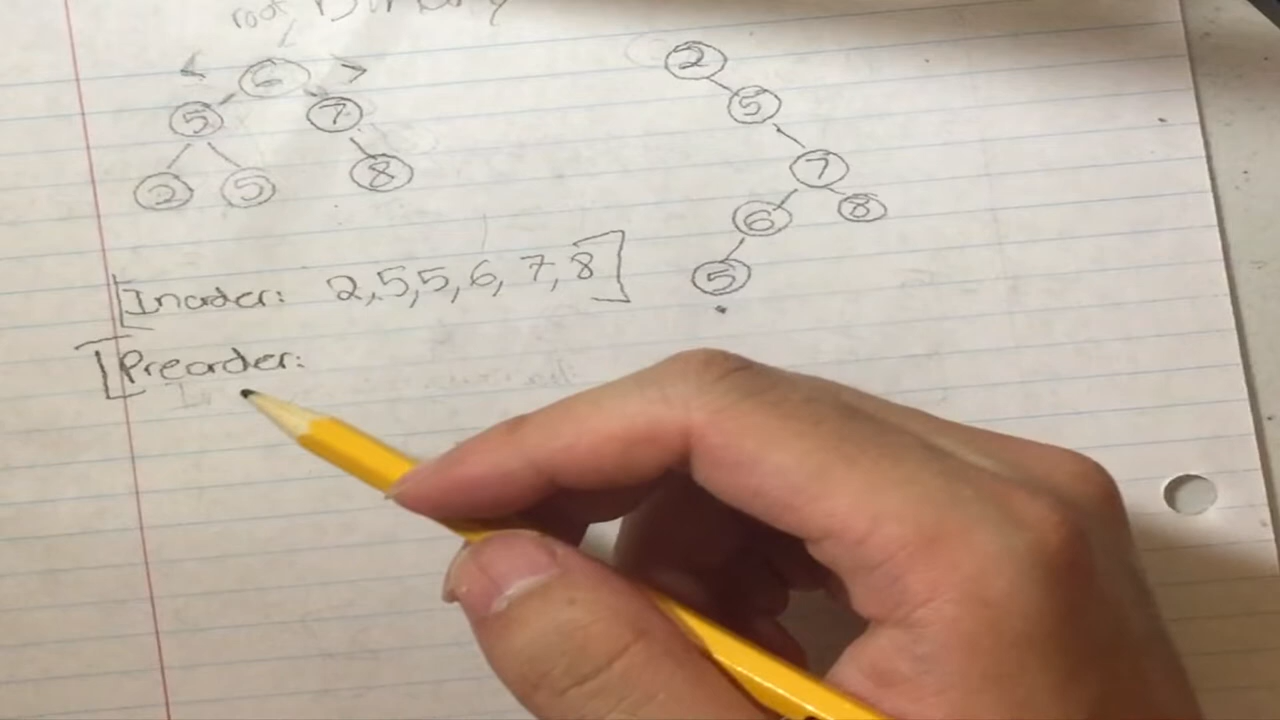 root Binary
< 6 >
5 7
2 5 8
2
5
7
6 8
5
[Inorder: 2,5,5,6,7,8]
[Preorder: